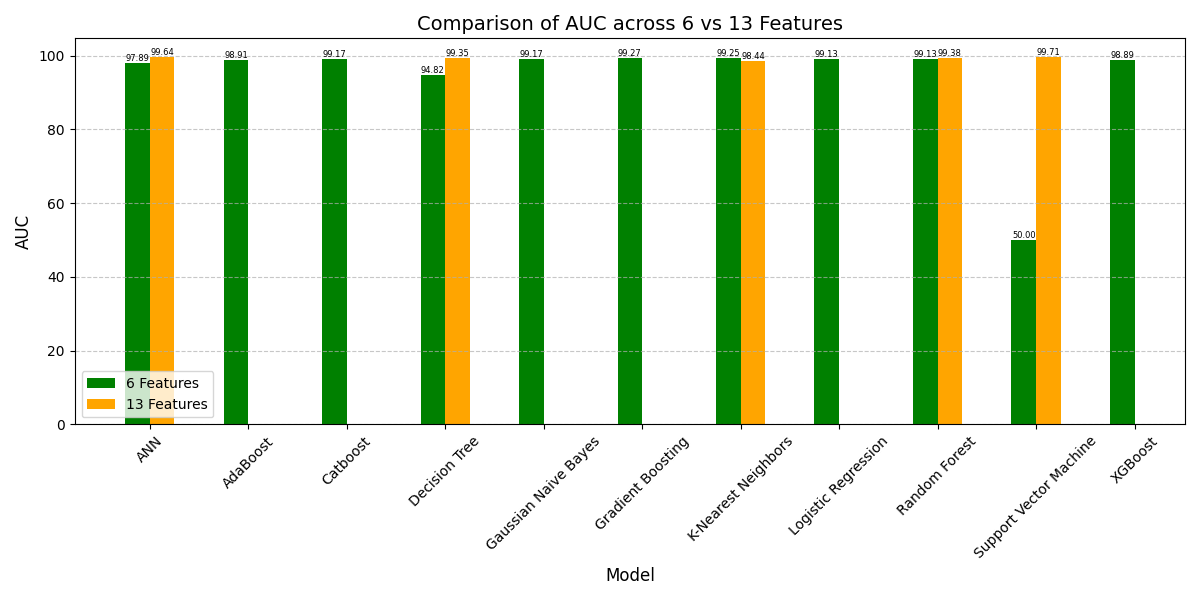 Comparison of AUC across 6 vs 13 Features
AUC
100
80
60
40
20
0
97.89
99.64
98.91
99.17
94.82
99.35
99.17
99.27
99.25
98.44
99.13
99.13
99.38
50.00
99.71
98.89
6 Features
13 Features
ANN
AdaBoost
Catboost
Decision Tree
Gaussian Naive Bayes
Gradient Boosting
K-Nearest Neighbors
Logistic Regression
Random Forest
Support Vector Machine
XGBoost
Model